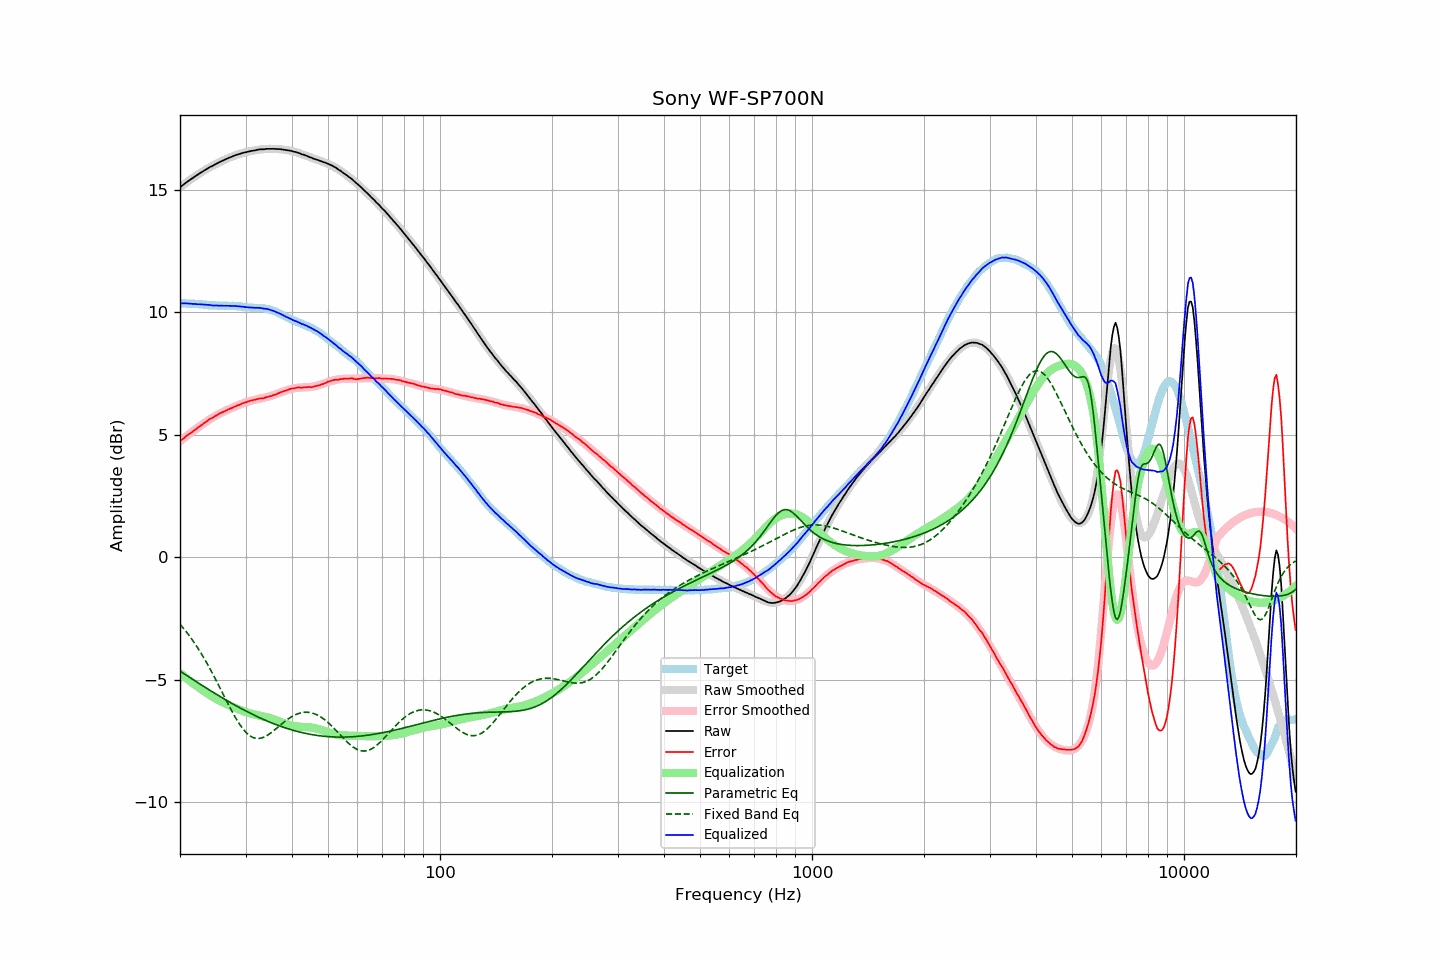 Sony WF-SP700N
Amplitude (dBr)
15
10
5
0
−5
−10
Target
Raw Smoothed
Error Smoothed
Raw
Error
Equalization
Parametric Eq
Fixed Band Eq
Equalized
100
1000
10000
Frequency (Hz)